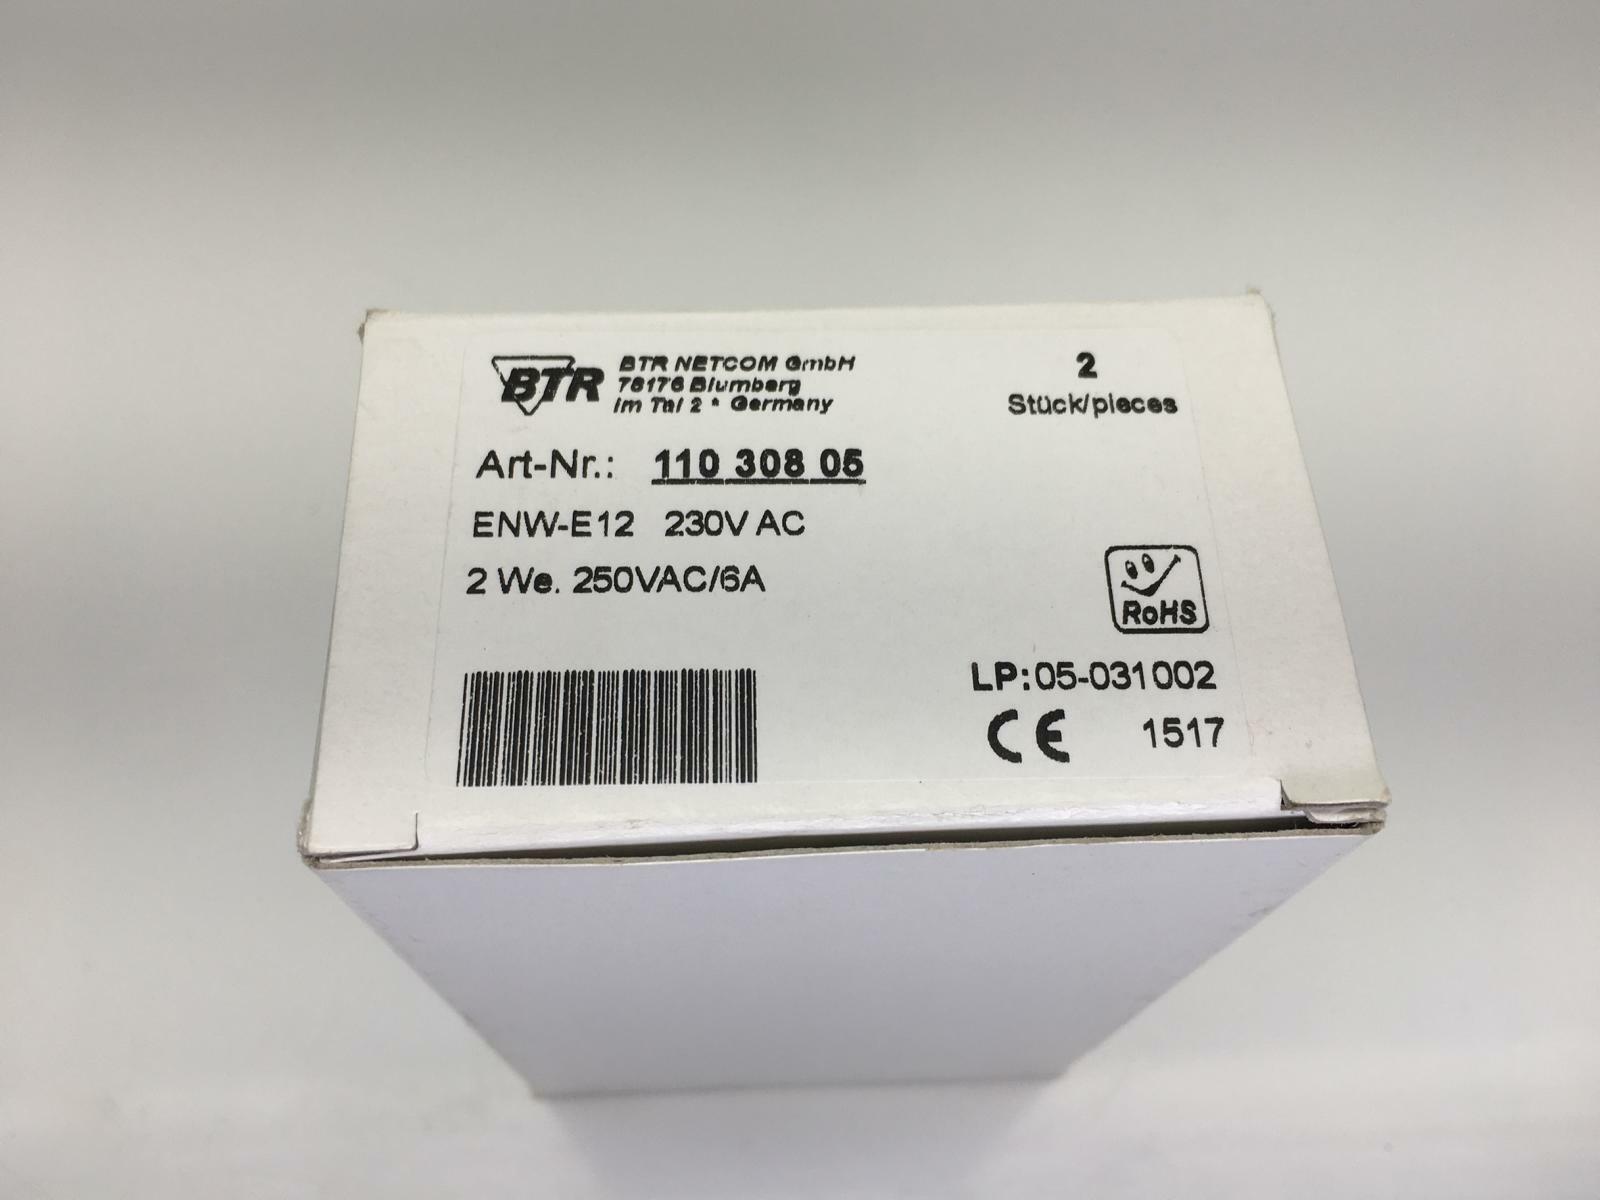 BTR
BTR NETCOM GmbH
78176 Blumberg
Im Tal 2 * Germany
2
Stück/pieces
Art-Nr.: 110 308 05
ENW-E12 230V AC
2 We. 250VAC/6A
RoHS
LP:05-031002
CE 1517